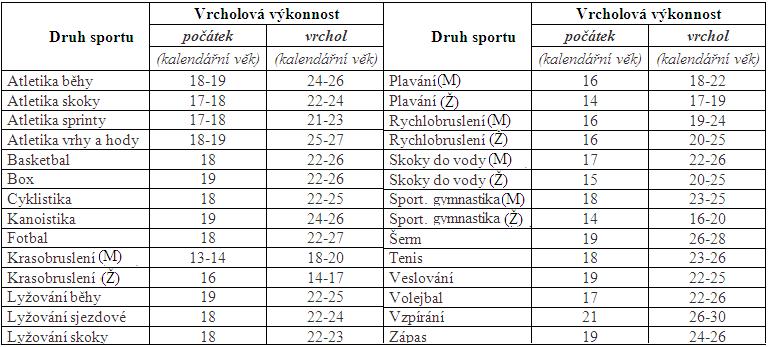 Druh sportu Vrcholová výkonnost Druh sportu Vrcholová výkonnost
počátek vrchol počátek vrchol
(kalendářní věk) (kalendářní věk) (kalendářní věk) (kalendářní věk)
Atletika běhy 18-19 24-26 Plavání (M) 16 18-22
Atletika skoky 17-18 22-24 Plavání (Ž) 14 17-19
Atletika sprinty 17-18 21-23 Rychlobruslení (M) 16 19-24
Atletika vrhy a hody 18-19 25-27 Rychlobruslení (Ž) 16 20-25
Basketbal 18 22-26 Skoky do vody (M) 17 22-26
Box 19 22-26 Skoky do vody (Ž) 15 20-25
Cyklistika 18 22-25 Sport. gymnastika (M) 18 23-25
Kanoistika 19 24-26 Sport. gymnastika (Ž) 14 16-20
Fotbal 18 22-27 Šerm 19 26-28
Krasobruslení (M) 13-14 18-20 Tenis 18 23-26
Krasobruslení (Ž) 16 14-17 Veslování 19 22-25
Lyžování běhy 19 22-25 Volejbal 17 22-26
Lyžování sjezdové 18 22-24 Vzpírání 21 26-30
Lyžování skoky 18 22-23 Zápas 19 24-26